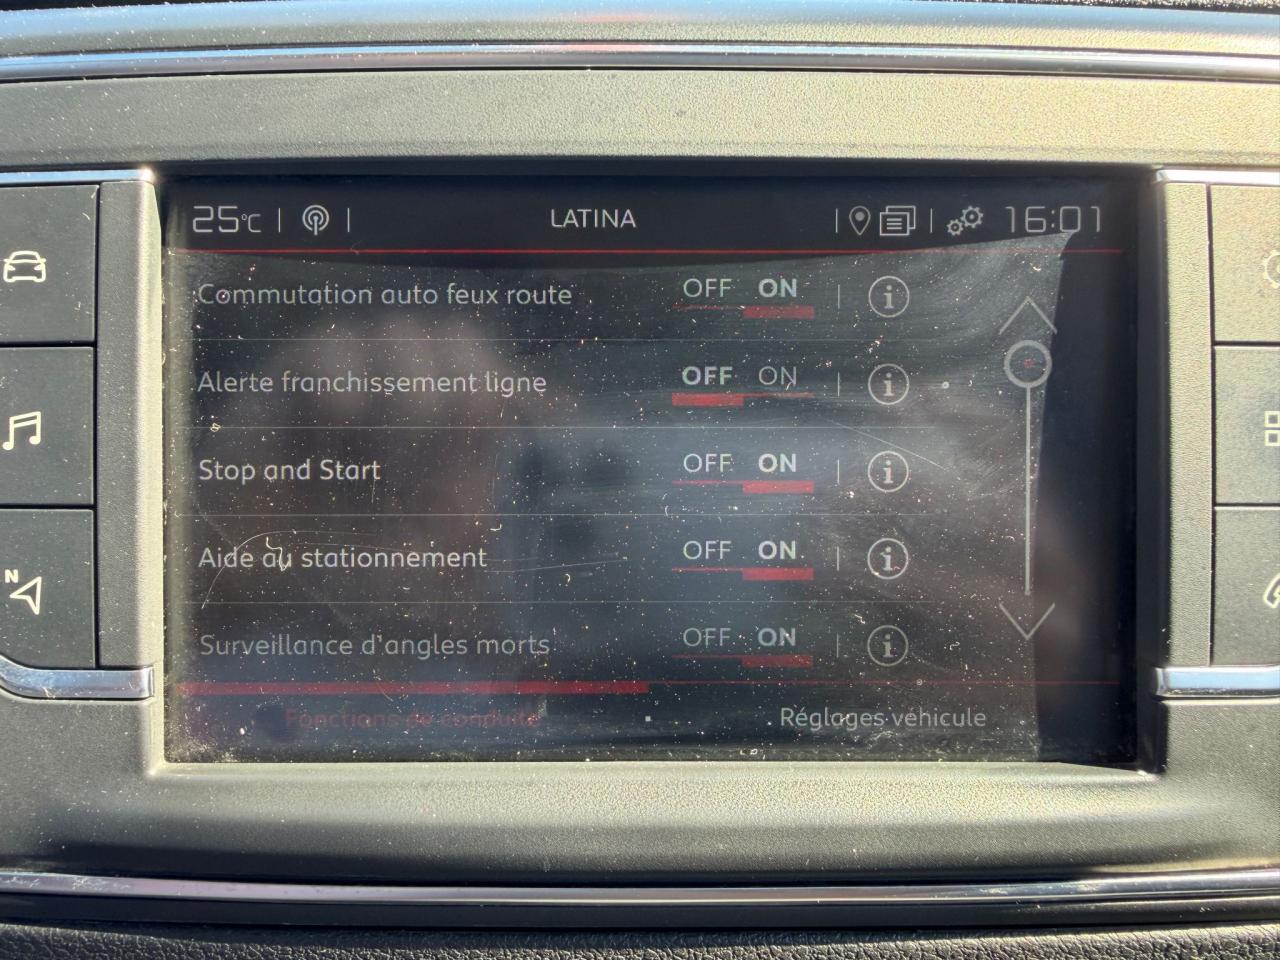 25°C LATINA 16:01
Commutation auto feux route OFF ON i
Alerte franchissement ligne OFF ON i
Stop and Start OFF ON i
Aide au stationnement OFF ON i
Surveillance d'angles morts OFF ON i
Fonctions de conduite Réglages véhicule
N